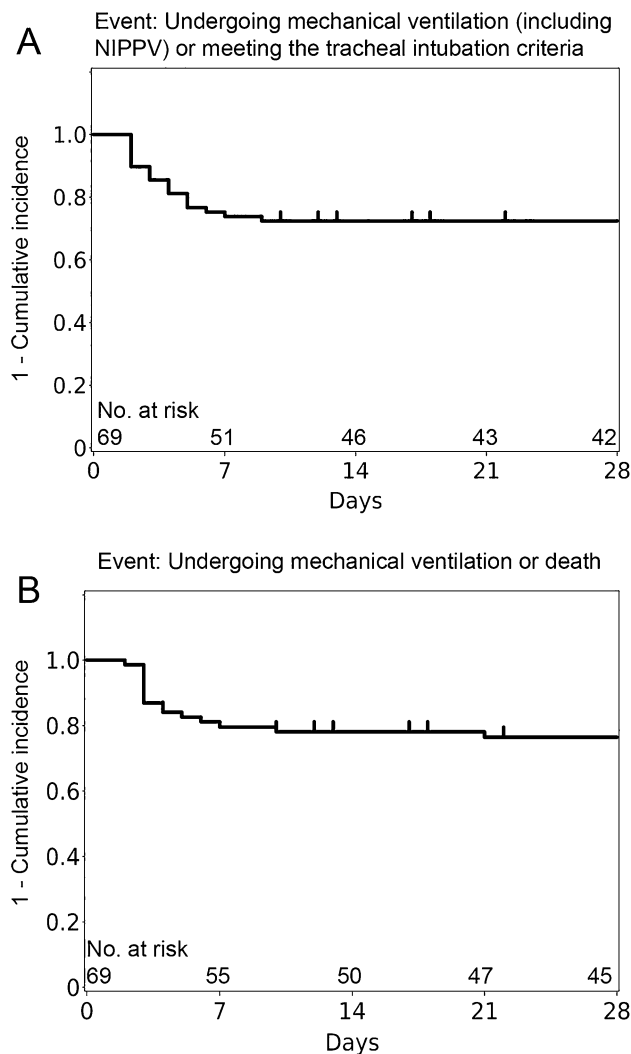 A
Event: Undergoing mechanical ventilation (including
NIPPV) or meeting the tracheal intubation criteria
1 - Cumulative incidence
1.0
0.8
0.6
0.4
0.2
0
No. at risk
69 51 46 43 42
0 7 14 21 28
Days
B
Event: Undergoing mechanical ventilation or death
1 - Cumulative incidence
1.0
0.8
0.6
0.4
0.2
0
No. at risk
69 55 50 47 45
0 7 14 21 28
Days